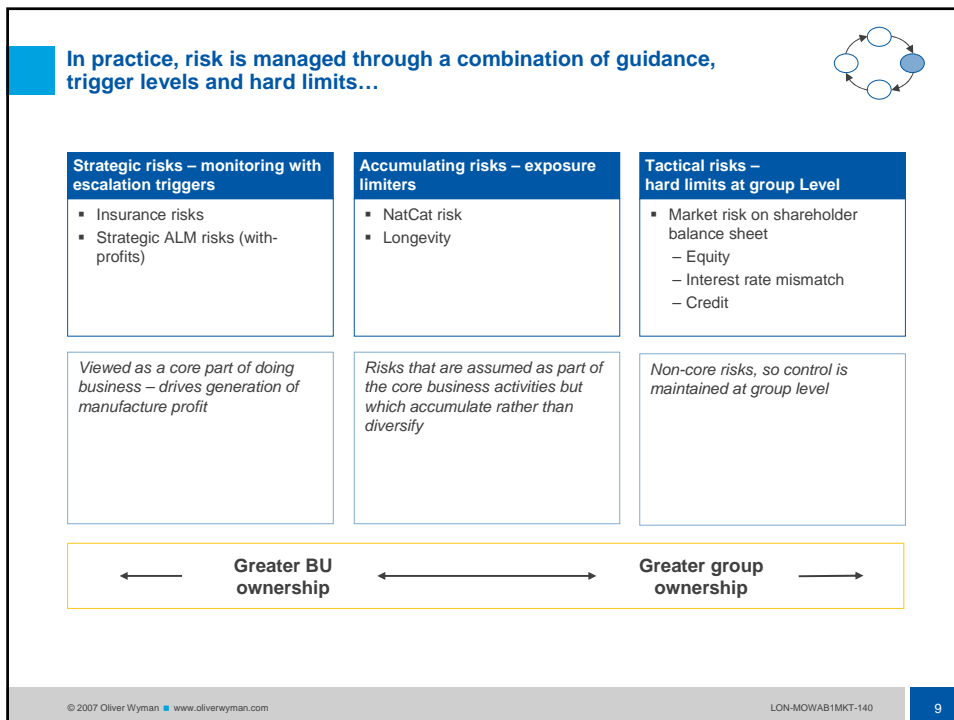 In practice, risk is managed through a combination of guidance,
trigger levels and hard limits…
Strategic risks – monitoring with
escalation triggers
▪ Insurance risks
▪ Strategic ALM risks (with-
profits)
Viewed as a core part of doing
business – drives generation of
manufacture profit
Accumulating risks – exposure
limiters
▪ NatCat risk
▪ Longevity
Risks that are assumed as part of
the core business activities but
which accumulate rather than
diversify
Tactical risks –
hard limits at group Level
▪ Market risk on shareholder
balance sheet
– Equity
– Interest rate mismatch
– Credit
Non-core risks, so control is
maintained at group level
Greater BU
ownership
Greater group
ownership
© 2007 Oliver Wyman ■ www.oliverwyman.com
LON-MOWAB1MKT-140
9